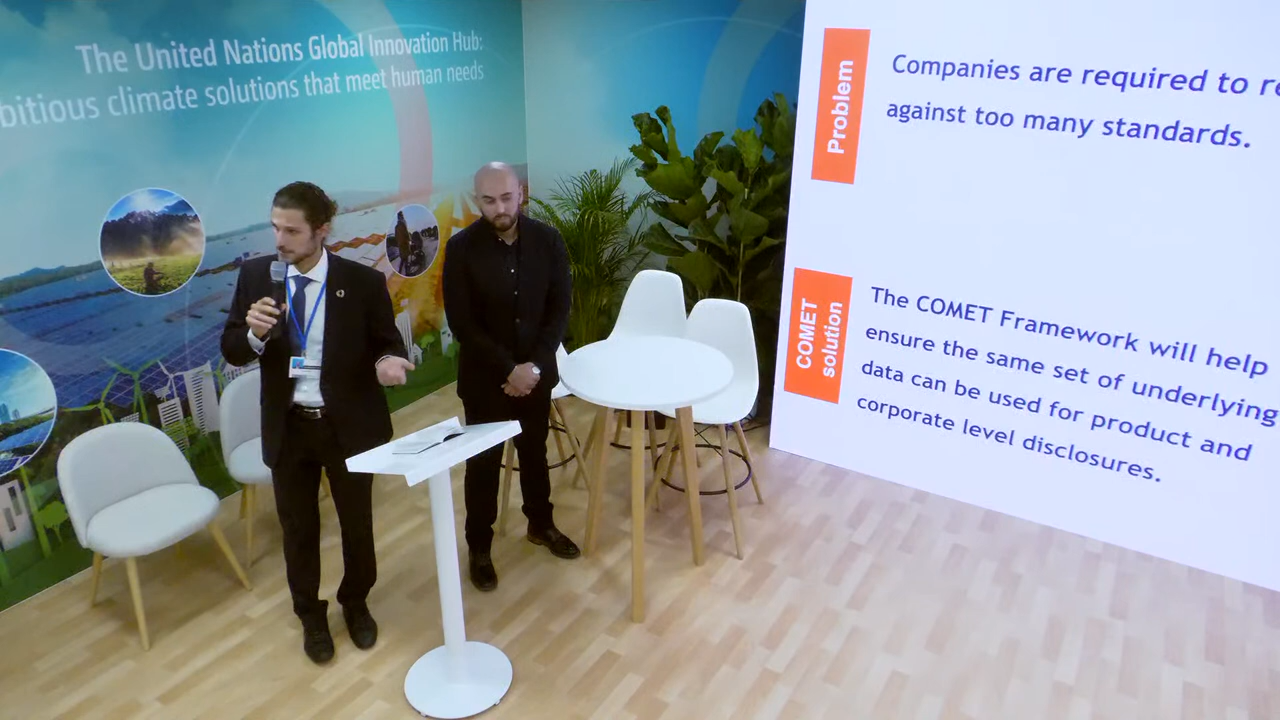 The United Nations Global Innovation Hub:
climate solutions that meet human needs
Problem
Companies are required to
against too many standards.
COMET
solution
The COMET Framework will help
ensure the same set of underlying
data can be used for product and
corporate level disclosures.